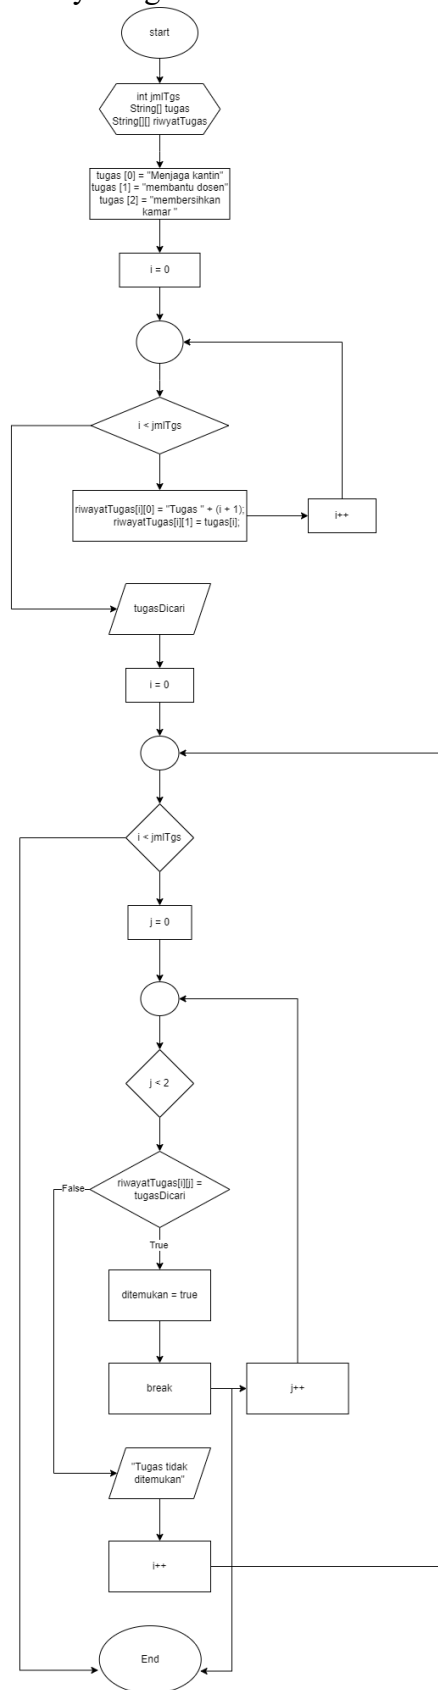 start
int jmlTgs
String[] tugas
String[][] riwyatTugas
tugas [0] = "Menjaga kantin"
tugas [1] = "membantu dosen"
tugas [2] = "membersihkan
kamar "
i = 0
i < jmlTgs
riwayatTugas[i][0] = "Tugas " + (i + 1);
riwayatTugas[i][1] = tugas[i];
i++
tugasDicari
i = 0
i < jmlTgs
j = 0
j < 2
riwayatTugas[i][j] =
tugasDicari
False
True
ditemukan = true
break
j++
"Tugas tidak
ditemukan"
i++
End